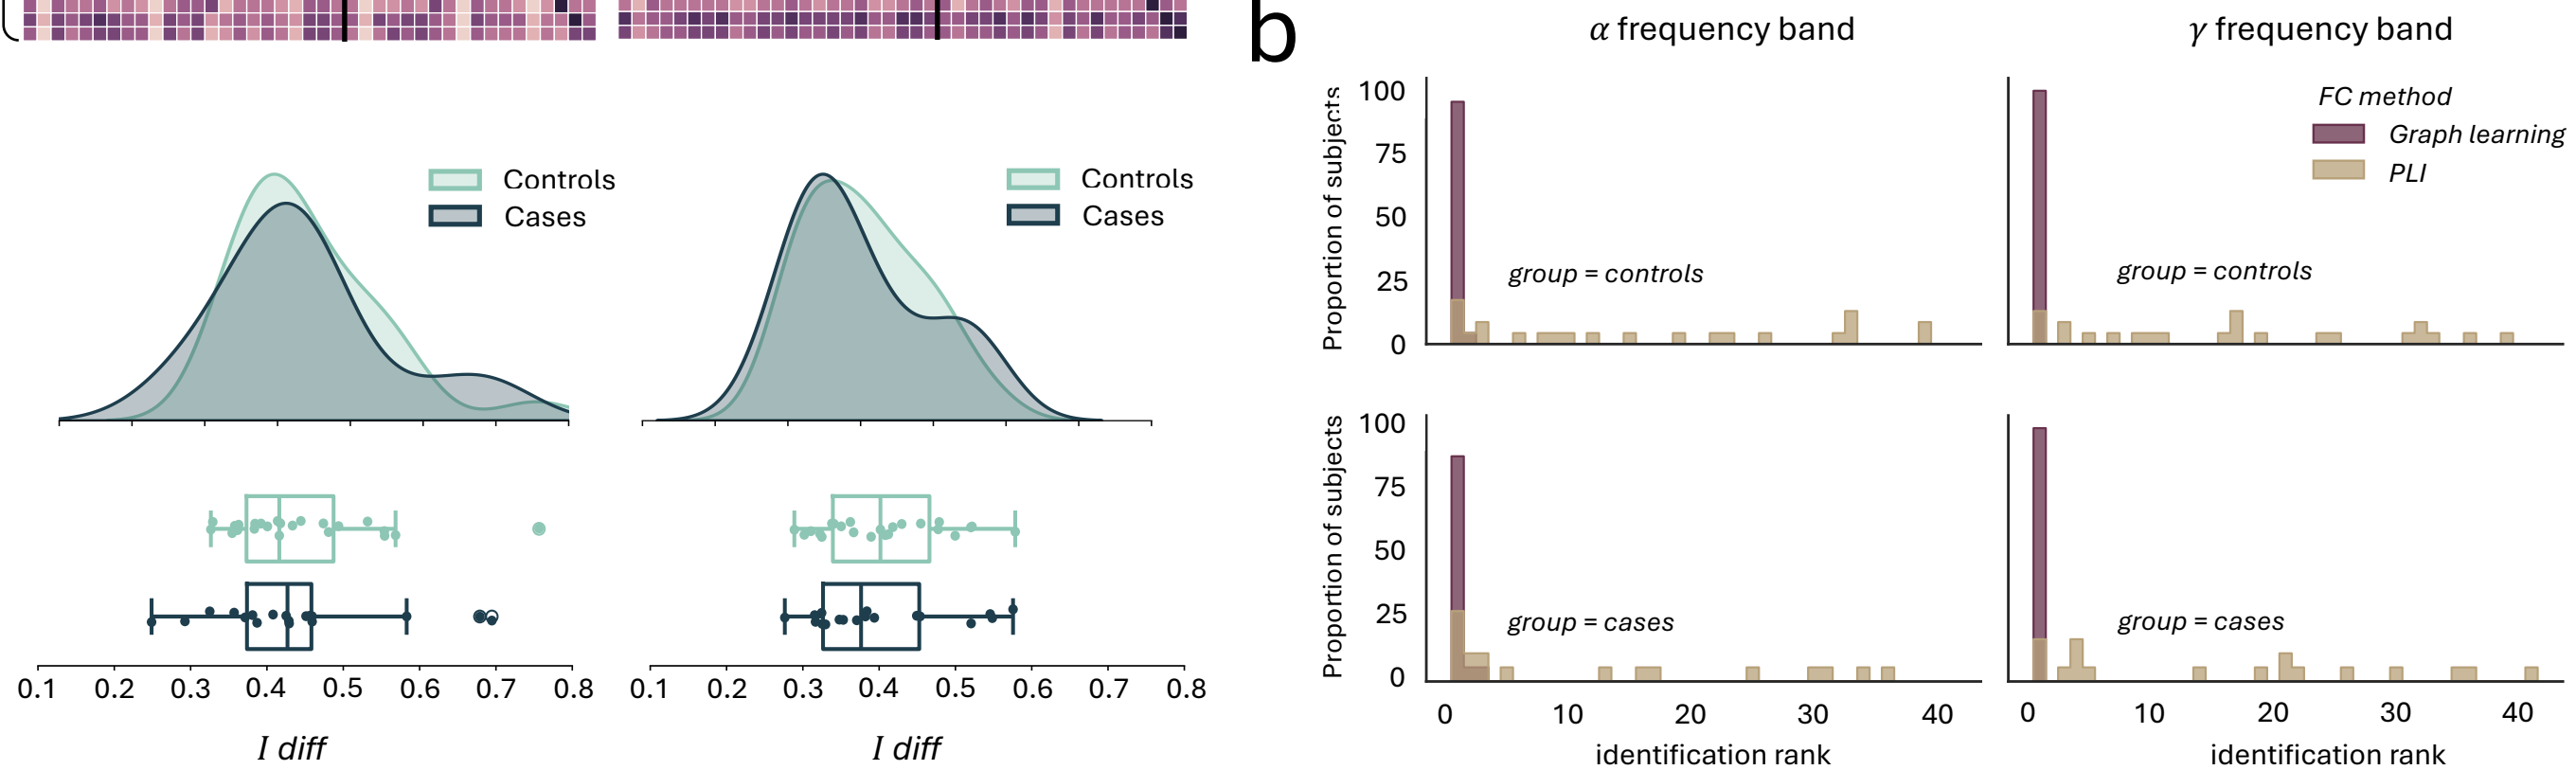 b
α frequency band
γ frequency band
Controls
Cases
Controls
Cases
0.1 0.2 0.3 0.4 0.5 0.6 0.7 0.8
I diff
0.1 0.2 0.3 0.4 0.5 0.6 0.7 0.8
I diff
Proportion of subjects
100
75
50
25
0
group = controls
FC method
Graph learning
PLI
group = controls
Proportion of subjects
100
75
50
25
0
group = cases
group = cases
0 10 20 30 40
identification rank
0 10 20 30 40
identification rank